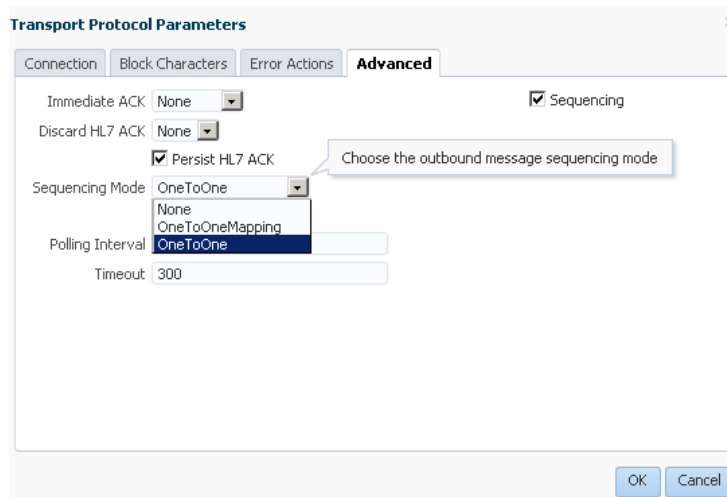 Transport Protocol Parameters
Connection Block Characters Error Actions Advanced
Immediate ACK None Sequencing
Discard HL7 ACK None
Persist HL7 ACK
Choose the outbound message sequencing mode
Sequencing Mode OneToOne
None
OneToOneMapping
Polling Interval OneToOne
Timeout 300
OK Cancel